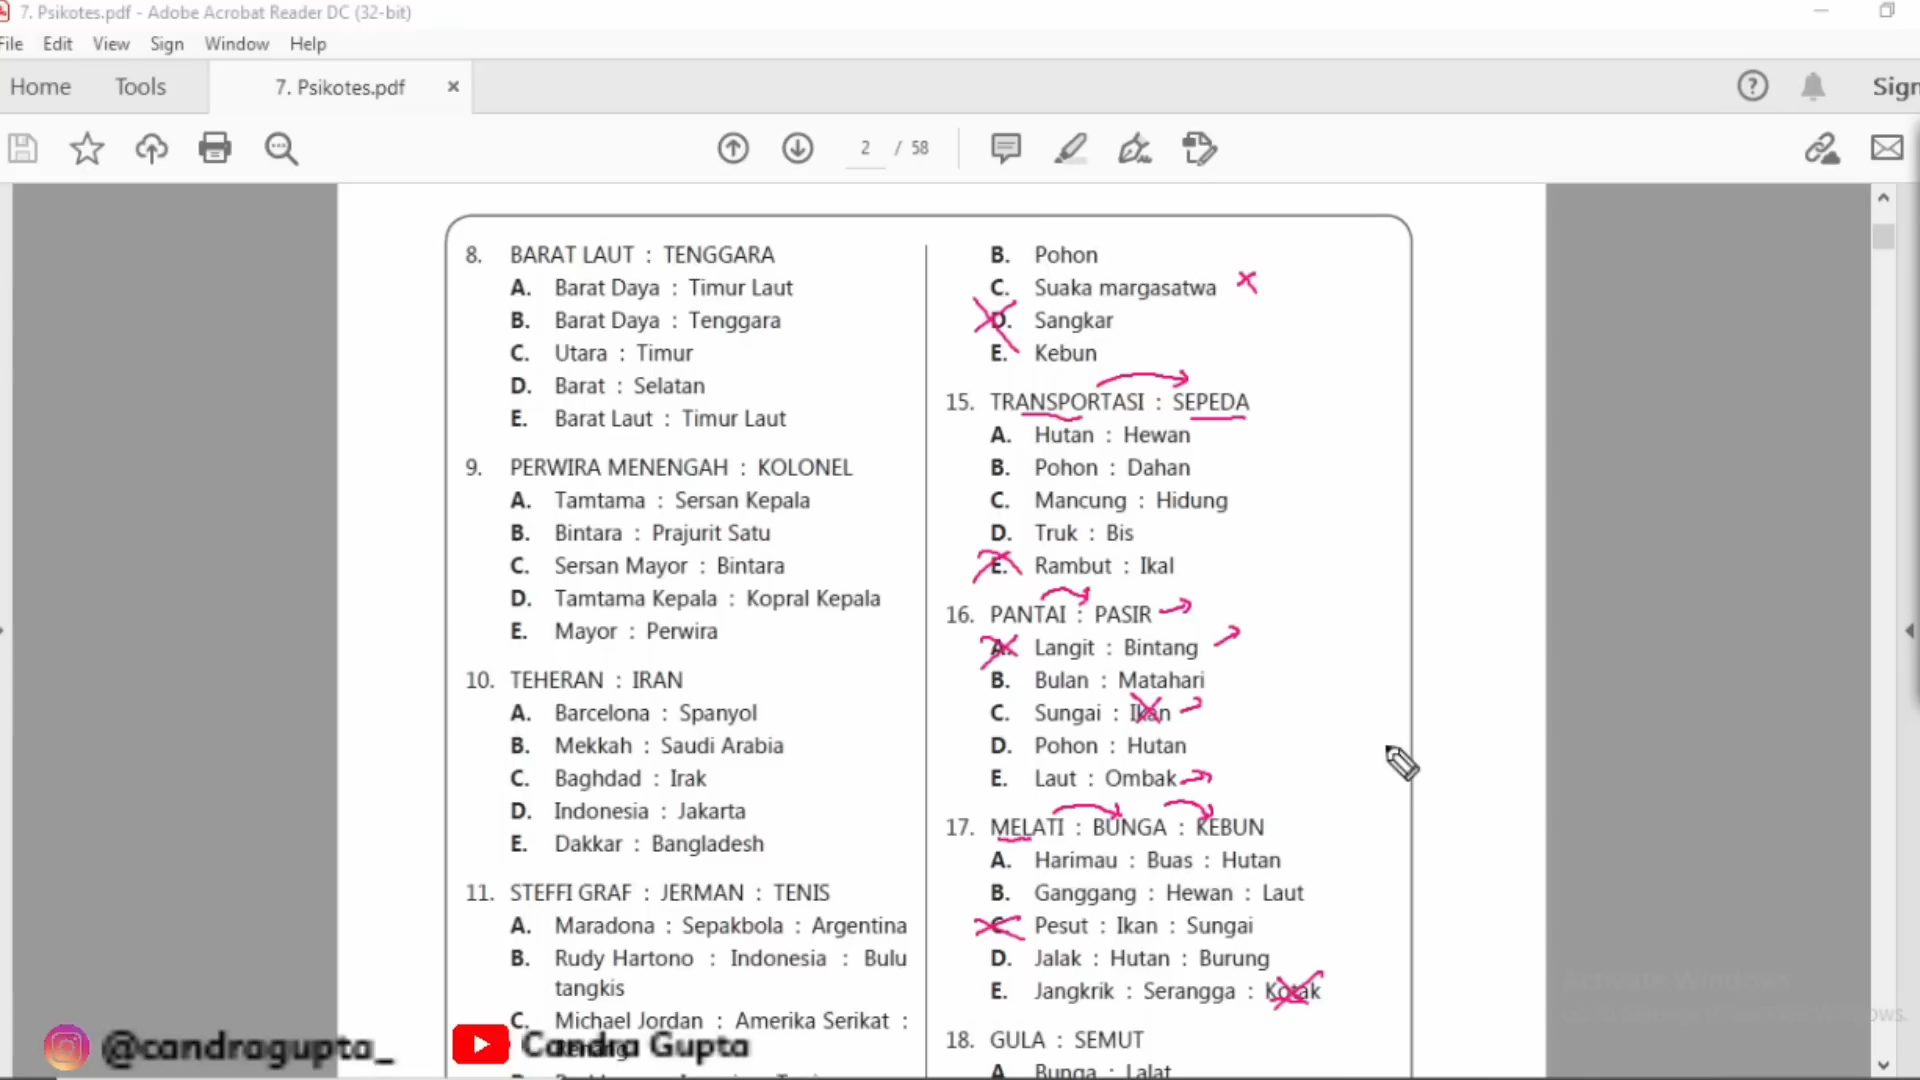 7. Psikotes.pdf - Adobe Acrobat Reader DC (32-bit)
File Edit View Sign Window Help
Home Tools 7. Psikotes.pdf × Sign
2 / 58
8. BARAT LAUT : TENGGARA
A. Barat Daya : Timur Laut
B. Barat Daya : Tenggara
C. Utara : Timur
D. Barat : Selatan
E. Barat Laut : Timur Laut
9. PERWIRA MENENGAH : KOLONEL
A. Tamtama : Sersan Kepala
B. Bintara : Prajurit Satu
C. Sersan Mayor : Bintara
D. Tamtama Kepala : Kopral Kepala
E. Mayor : Perwira
10. TEHERAN : IRAN
A. Barcelona : Spanyol
B. Mekkah : Saudi Arabia
C. Baghdad : Irak
D. Indonesia : Jakarta
E. Dakkar : Bangladesh
11. STEFFI GRAF : JERMAN : TENIS
A. Maradona : Sepakbola : Argentina
B. Rudy Hartono : Indonesia : Bulu
tangkis
C. Michael Jordan : Amerika Serikat :
B. Pohon
C. Suaka margasatwa
D. Sangkar
E. Kebun
15. TRANSPORTASI : SEPEDA
A. Hutan : Hewan
B. Pohon : Dahan
C. Mancung : Hidung
D. Truk : Bis
E. Rambut : Ikal
16. PANTAI : PASIR
A. Langit : Bintang
B. Bulan : Matahari
C. Sungai : Ikan
D. Pohon : Hutan
E. Laut : Ombak
17. MELATI : BUNGA : KEBUN
A. Harimau : Buas : Hutan
B. Ganggang : Hewan : Laut
C. Pesut : Ikan : Sungai
D. Jalak : Hutan : Burung
E. Jangkrik : Serangga : Kotak
18. GULA : SEMUT
A. Bunga : Lalat
@candragupta_
Candra Gupta
Activate Windows